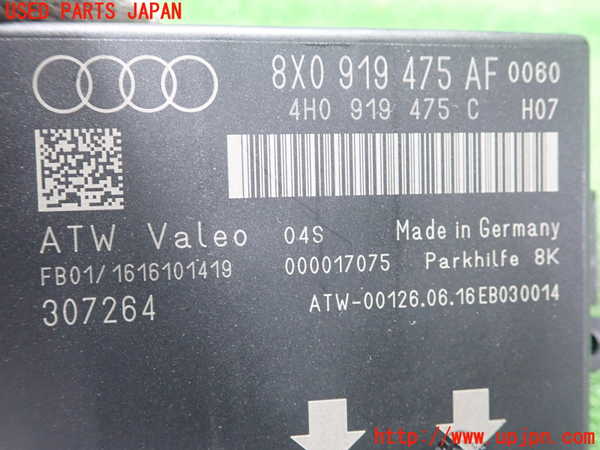 USED PARTS JAPAN
8X0 919 475 AF 0060
4H0 919 475 C H07
ATW Valeo 04S Made in Germany
FB01/1616101419 000017075 Parkhilfe 8K
307264 ATW-00126.06.16EB030014
http://www.upjpn.com